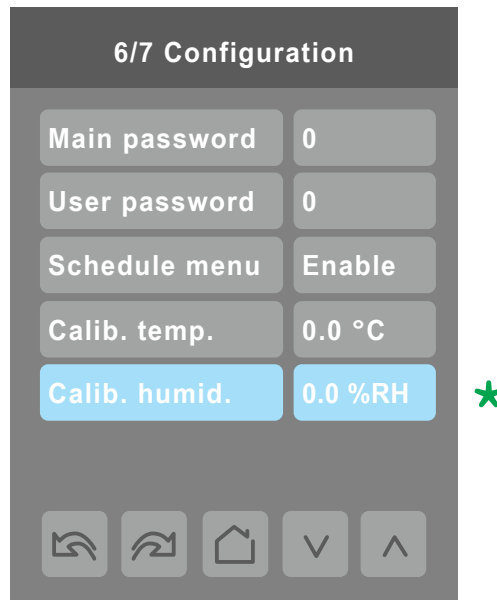 6/7 Configuration
Main password 0
User password 0
Schedule menu Enable
Calib. temp. 0.0 °C
Calib. humid. 0.0 %RH